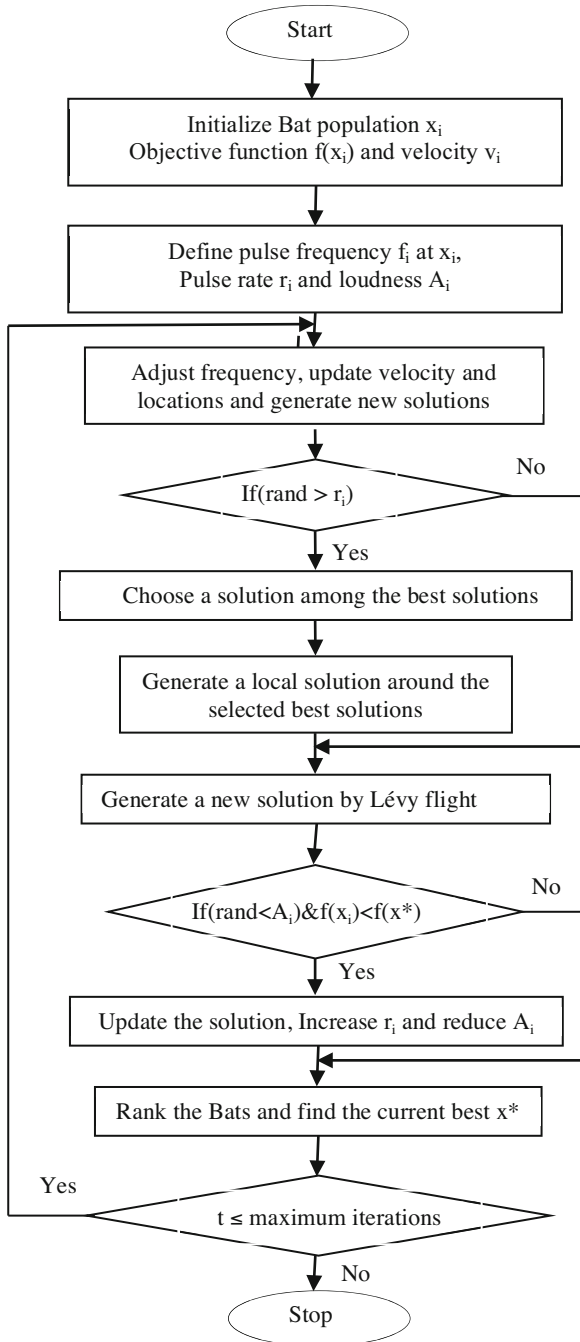 Start
Initialize Bat population xᵢ
Objective function f(xᵢ) and velocity vᵢ
Define pulse frequency fᵢ at xᵢ,
Pulse rate rᵢ and loudness Aᵢ
Adjust frequency, update velocity and
locations and generate new solutions
No
If(rand > rᵢ)
Yes
Choose a solution among the best solutions
Generate a local solution around the
selected best solutions
Generate a new solution by Lévy flight
No
If(rand<Aᵢ)&f(xᵢ)<f(x*)
Yes
Update the solution, Increase rᵢ and reduce Aᵢ
Rank the Bats and find the current best x*
Yes
t ≤ maximum iterations
No
Stop